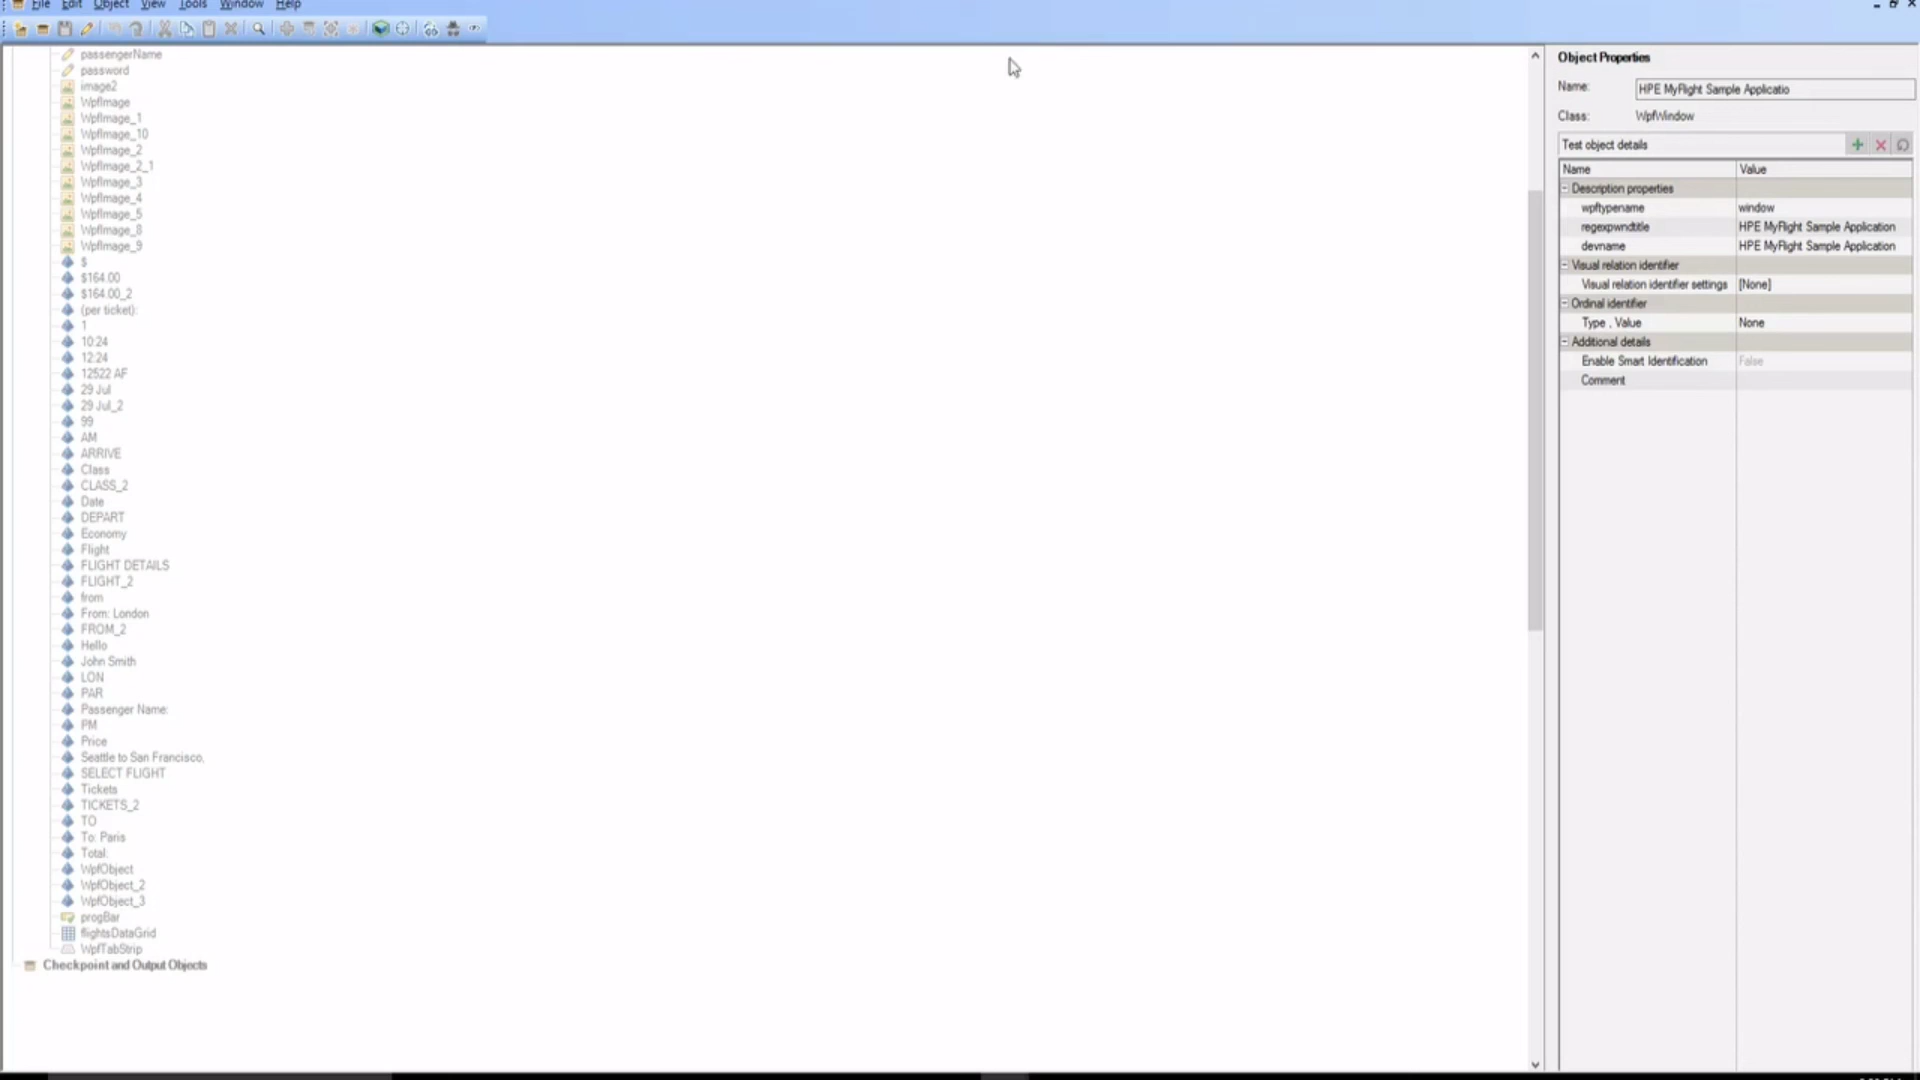 File Edit Object View Tools Window Help
passengerName
password
image2
WpfImage
WpfImage_1
WpfImage_10
WpfImage_2
WpfImage_2_1
WpfImage_3
WpfImage_4
WpfImage_5
WpfImage_8
WpfImage_9
$
$164.00
$164.00_2
(per ticket):
1
10:24
12:24
12522 AF
29 Jul
29 Jul_2
99
AM
ARRIVE
Class
CLASS_2
Date
DEPART
Economy
Flight
FLIGHT DETAILS
FLIGHT_2
from
From: London
FROM_2
Hello
John Smith
LON
PAR
Passenger Name:
PM
Price
Seattle to San Francisco,
SELECT FLIGHT
Tickets
TICKETS_2
TO
To: Paris
Total:
WpfObject
WpfObject_2
WpfObject_3
progBar
flightsDataGrid
WpfTabStrip
Checkpoint and Output Objects
Object Properties
Name: HPE MyFlight Sample Applicatio
Class: WpfWindow
Test object details
Name Value
Description properties
wpftypename window
regexpwndtitle HPE MyFlight Sample Application
devname HPE MyFlight Sample Application
Visual relation identifier
Visual relation identifier settings [None]
Ordinal identifier
Type , Value None
Additional details
Enable Smart Identification False
Comment